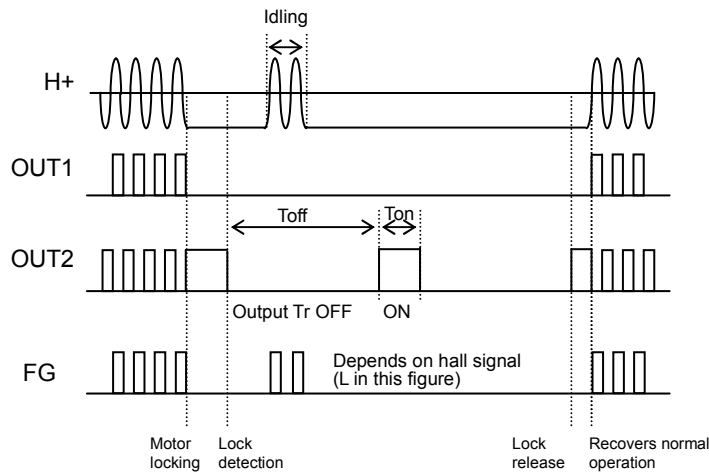 Idling
H+
OUT1
Toff
Ton
OUT2
Output Tr OFF
ON
FG
Depends on hall signal
(L in this figure)
Motor
locking
Lock
detection
Lock
release
Recovers normal
operation